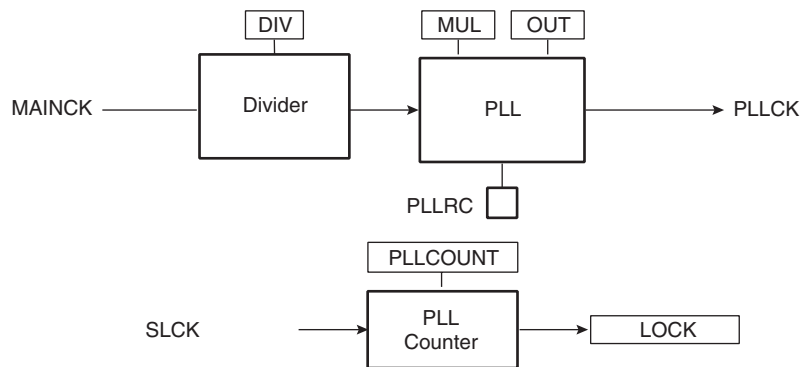 DIV
MUL
OUT
MAINCK
Divider
PLL
PLLCK
PLLRC
PLLCOUNT
SLCK
PLL
Counter
LOCK